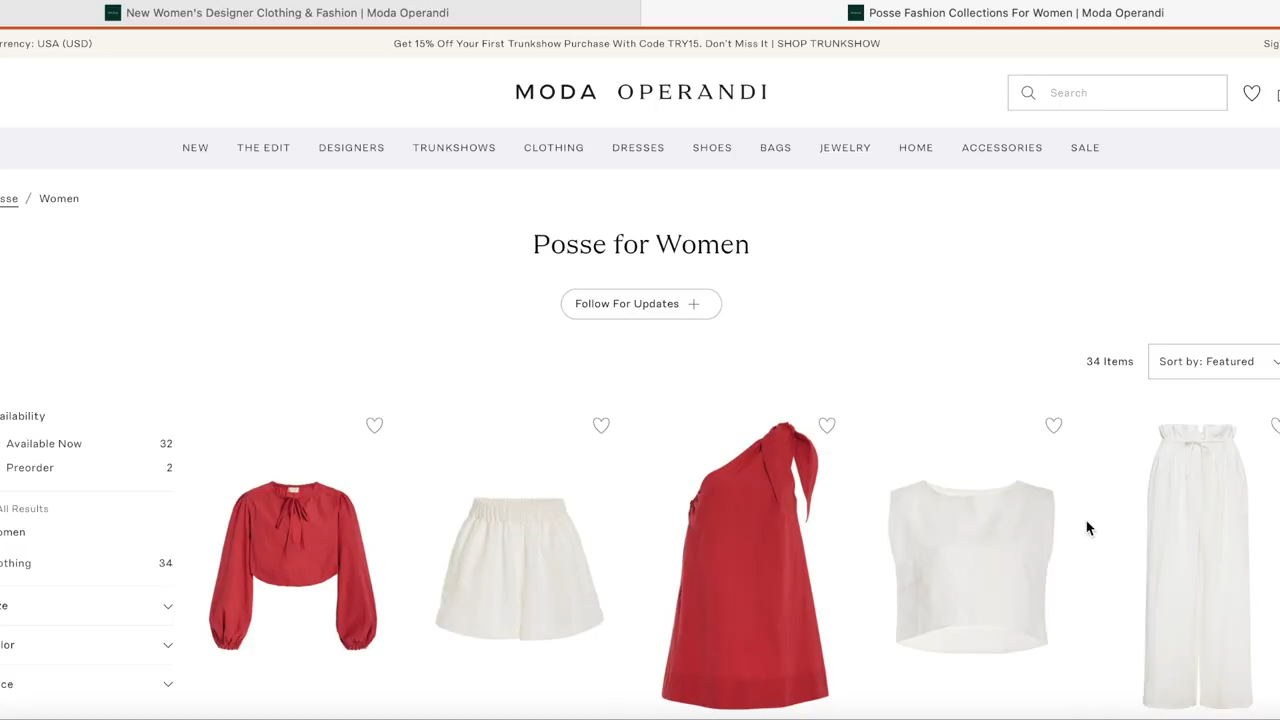 New Women's Designer Clothing & Fashion | Moda Operandi
Posse Fashion Collections For Women | Moda Operandi
rrency: USA (USD)
Get 15% Off Your First Trunkshow Purchase With Code TRY15. Don't Miss It | SHOP TRUNKSHOW
Sig
MODA OPERANDI
Search
NEW THE EDIT DESIGNERS TRUNKSHOWS CLOTHING DRESSES SHOES BAGS JEWELRY HOME ACCESSORIES SALE
sse / Women
Posse for Women
Follow For Updates +
34 Items
Sort by: Featured
ailability
Available Now 32
Preorder 2
All Results
omen
othing 34
ze
lor
ce